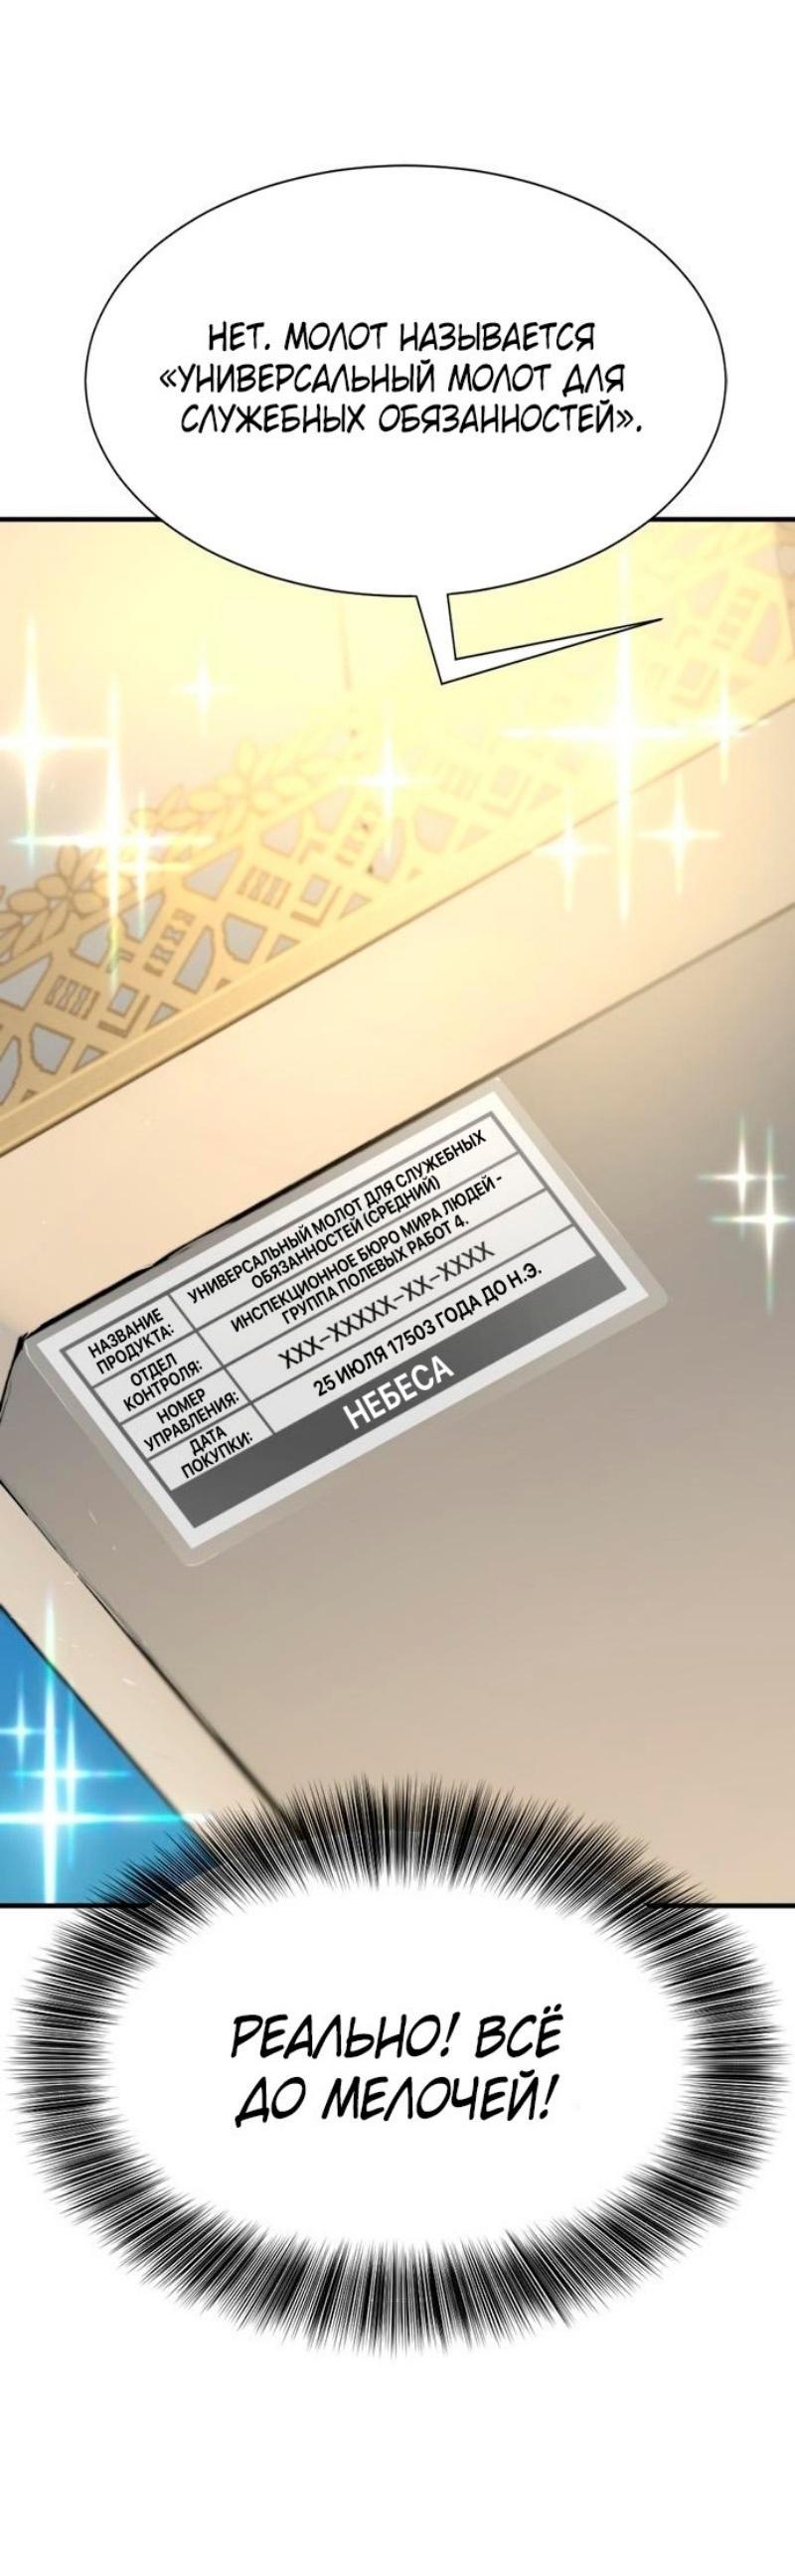 НЕТ. МОЛОТ НАЗЫВАЕТСЯ
«УНИВЕРСАЛЬНЫЙ МОЛОТ ДЛЯ
СЛУЖЕБНЫХ ОБЯЗАННОСТЕЙ».
НАЗВАНИЕ
ПРОДУКТА:
УНИВЕРСАЛЬНЫЙ МОЛОТ ДЛЯ СЛУЖЕБНЫХ
ОБЯЗАННОСТЕЙ (СРЕДНИЙ)
ОТДЕЛ
КОНТРОЛЯ:
ИНСПЕКЦИОННОЕ БЮРО МИРА ЛЮДЕЙ -
ГРУППА ПОЛЕВЫХ РАБОТ 4.
НОМЕР
УПРАВЛЕНИЯ:
XXX-XXXXX-XX-XXXX
ДАТА
ПОКУПКИ:
25 ИЮЛЯ 17503 ГОДА ДО Н.Э.
НЕБЕСА
РЕАЛЬНО! ВСЁ
ДО МЕЛОЧЕЙ!